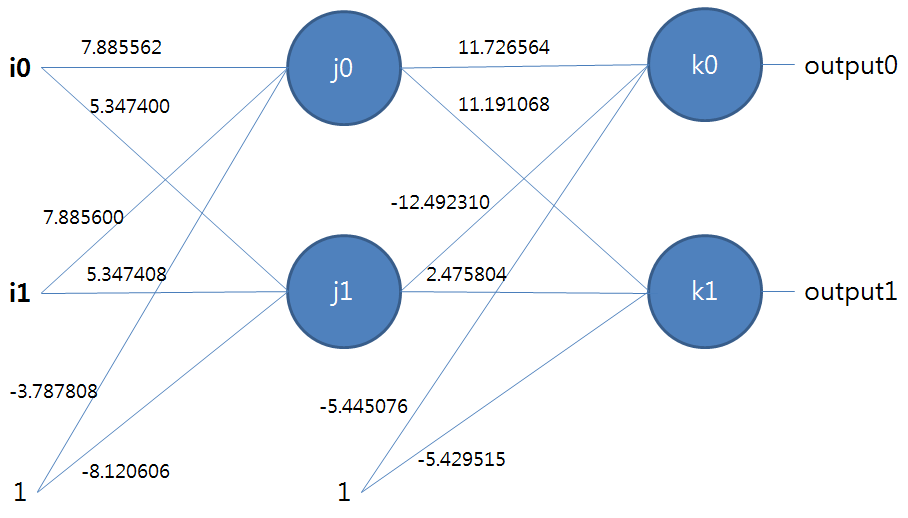 7.885562
11.726564
i0
j0
k0
output0
5.347400
11.191068
-12.492310
7.885600
5.347408
2.475804
i1
j1
k1
output1
-3.787808
-5.445076
-8.120606
-5.429515
1
1